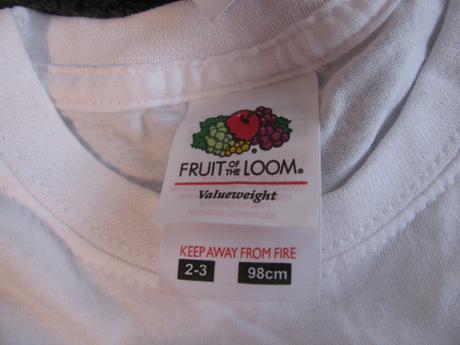 FRUIT OF THE LOOM®
Valueweight
KEEP AWAY FROM FIRE
2-3 98cm